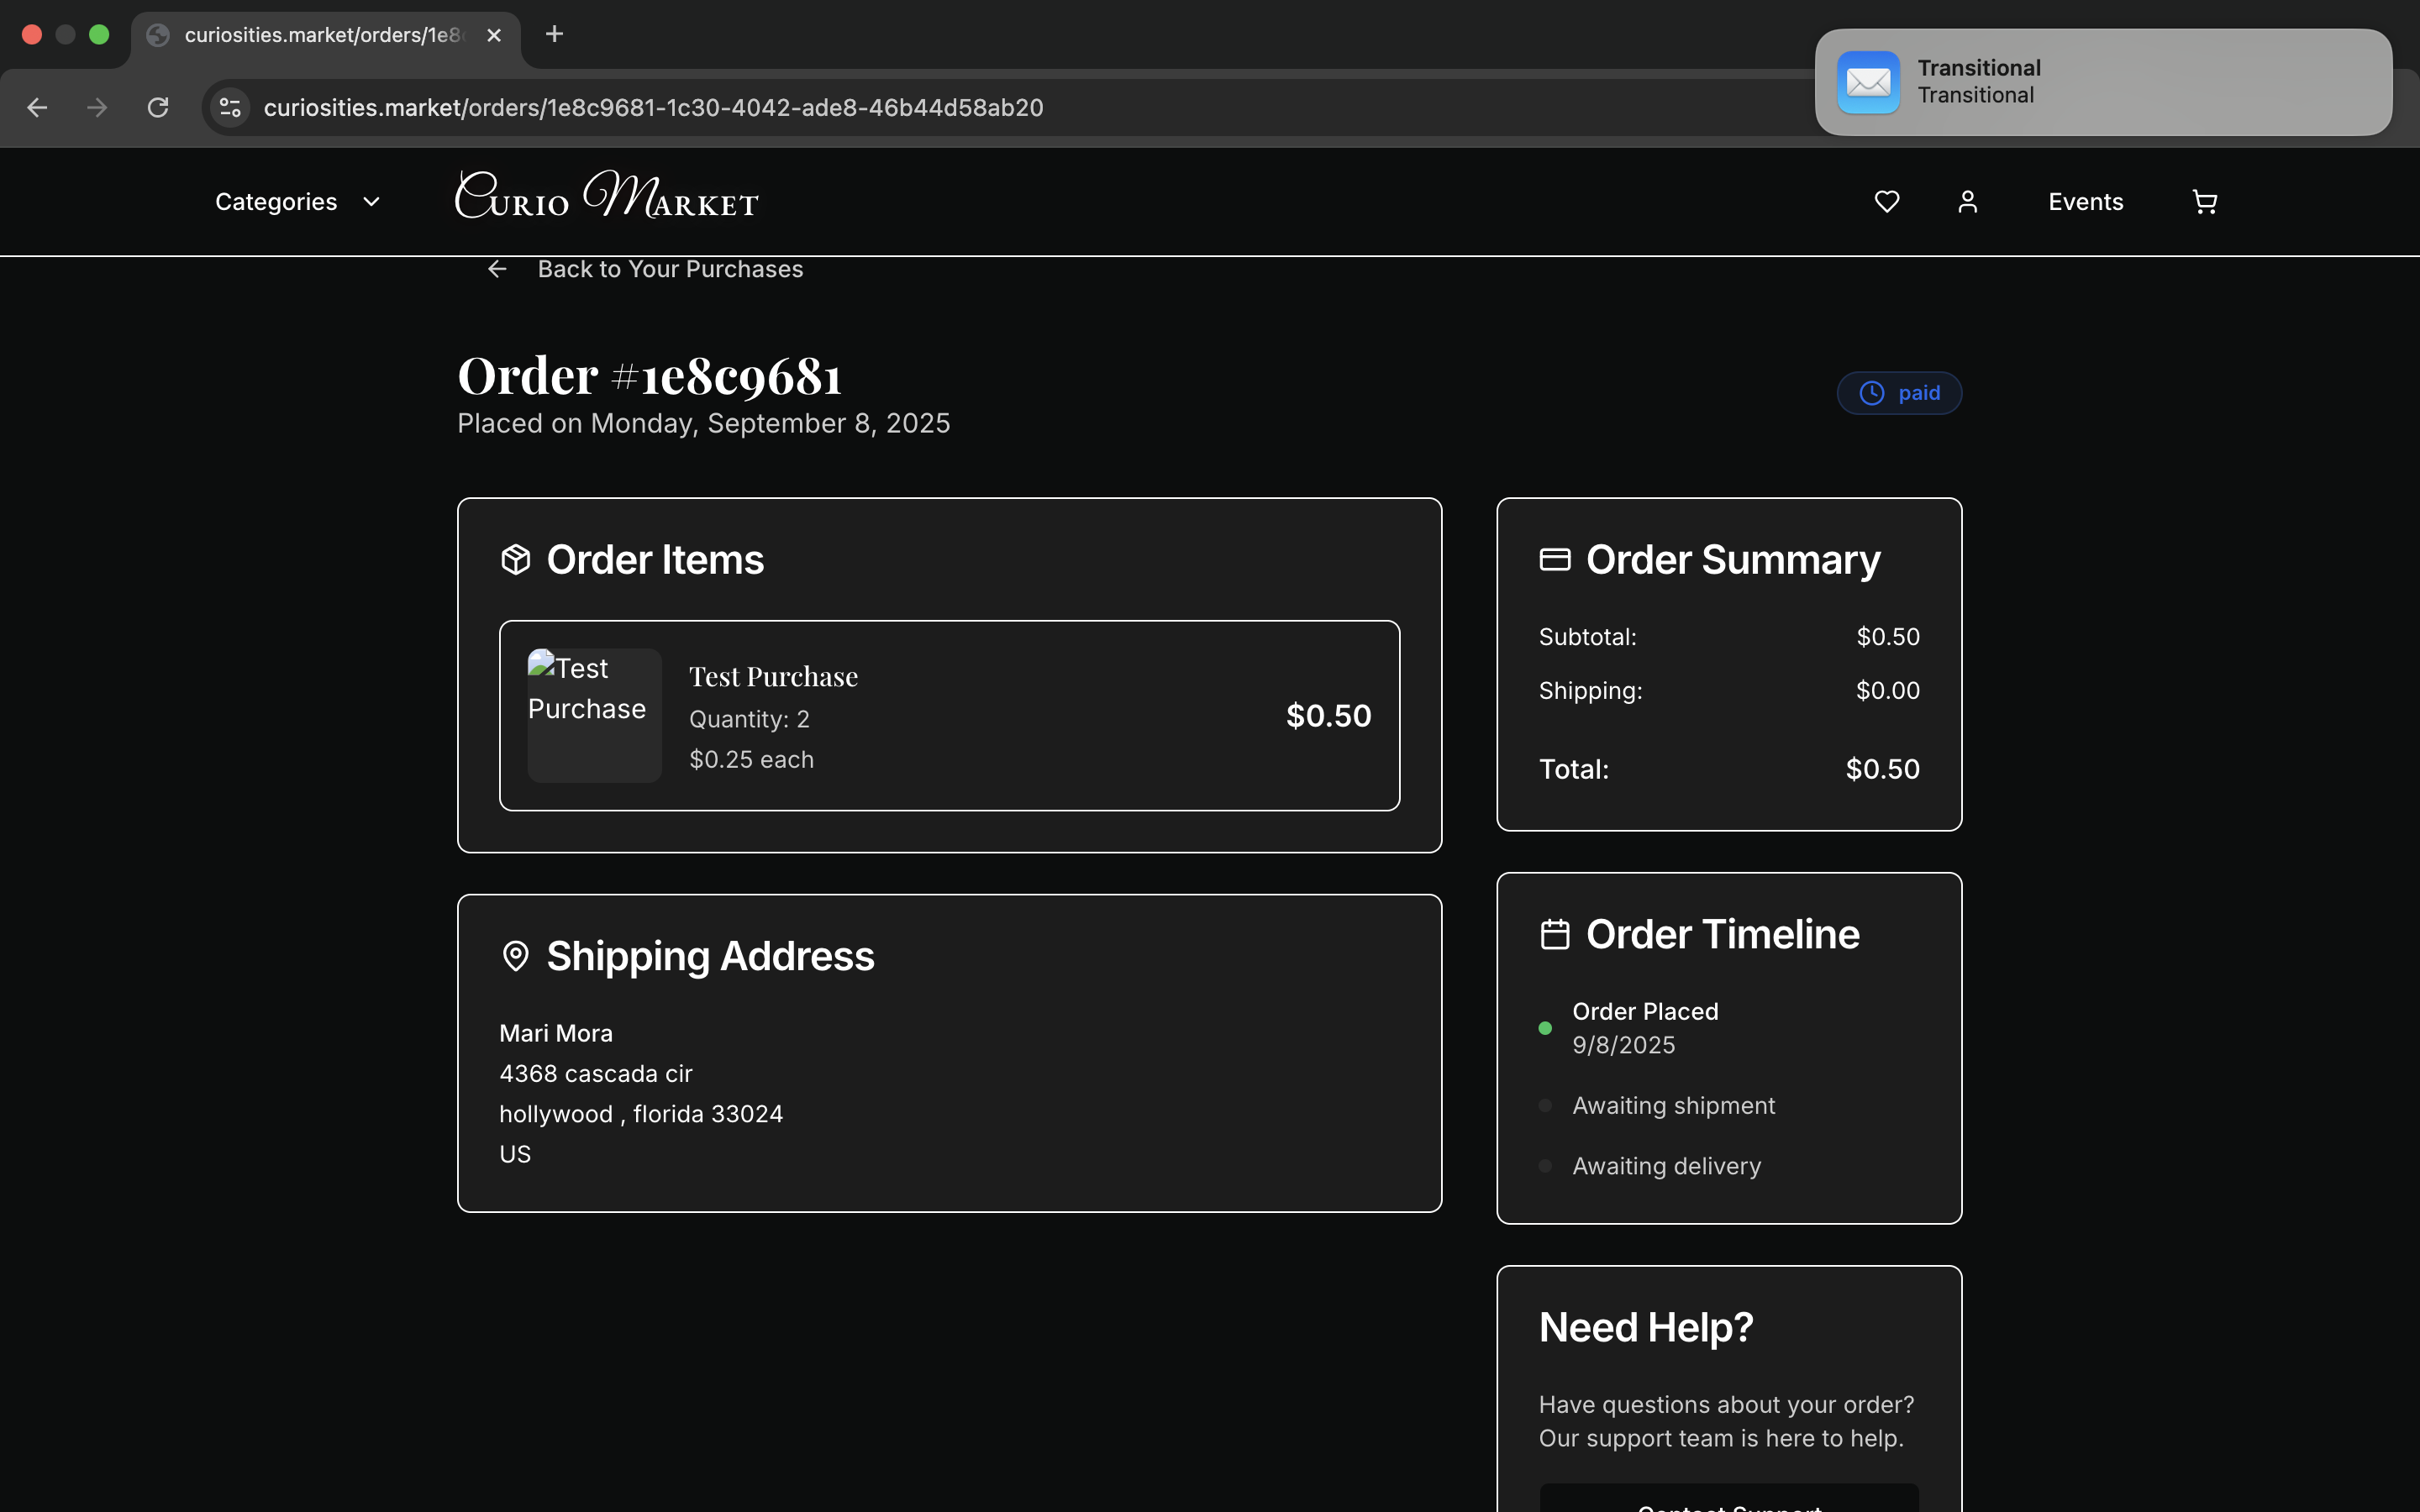 curiosities.market/orders/1e8
curiosities.market/orders/1e8c9681-1c30-4042-ade8-46b44d58ab20
Transitional
Transitional
Categories
Curio Market
Events
Back to Your Purchases
Order #1e8c9681
Placed on Monday, September 8, 2025
paid
Order Items
Test
Purchase
Test Purchase
Quantity: 2
$0.25 each
$0.50
Shipping Address
Mari Mora
4368 cascada cir
hollywood , florida 33024
US
Order Summary
Subtotal: $0.50
Shipping: $0.00
Total: $0.50
Order Timeline
Order Placed
9/8/2025
Awaiting shipment
Awaiting delivery
Need Help?
Have questions about your order?
Our support team is here to help.
Contact Support